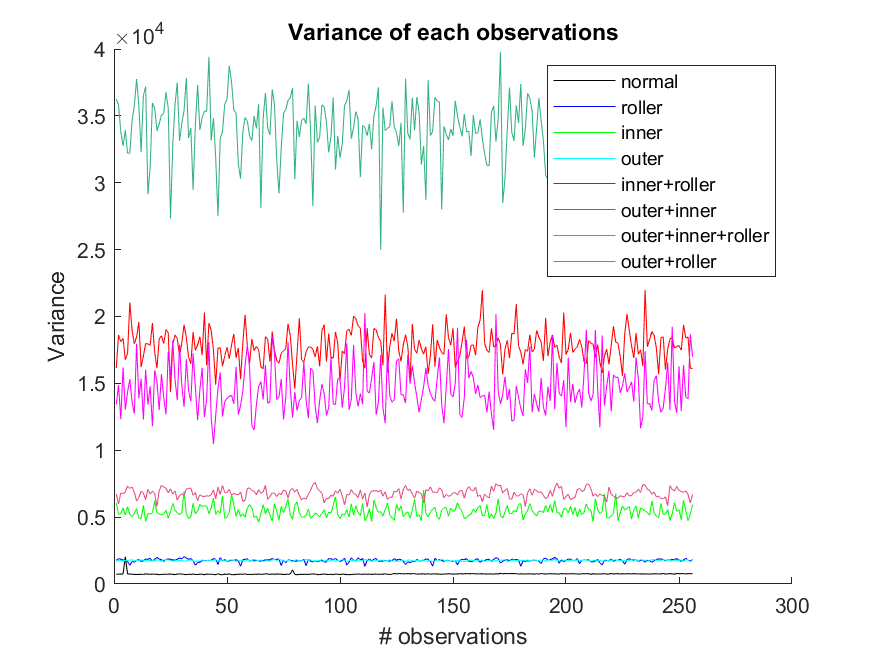 Variance of each observations
×10⁴
4
3.5
3
2.5
2
1.5
1
0.5
0
Variance
normal
roller
inner
outer
inner+roller
outer+inner
outer+inner+roller
outer+roller
0 50 100 150 200 250 300
# observations